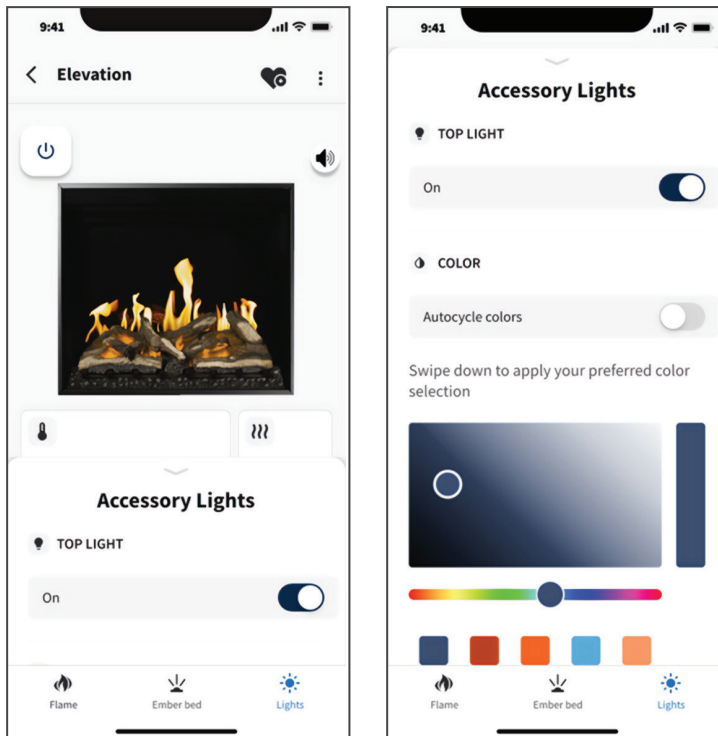 9:41
Elevation
Accessory Lights
TOP LIGHT
On
Flame
Ember bed
Lights
9:41
Accessory Lights
TOP LIGHT
On
COLOR
Autocycle colors
Swipe down to apply your preferred color
selection
Flame
Ember bed
Lights